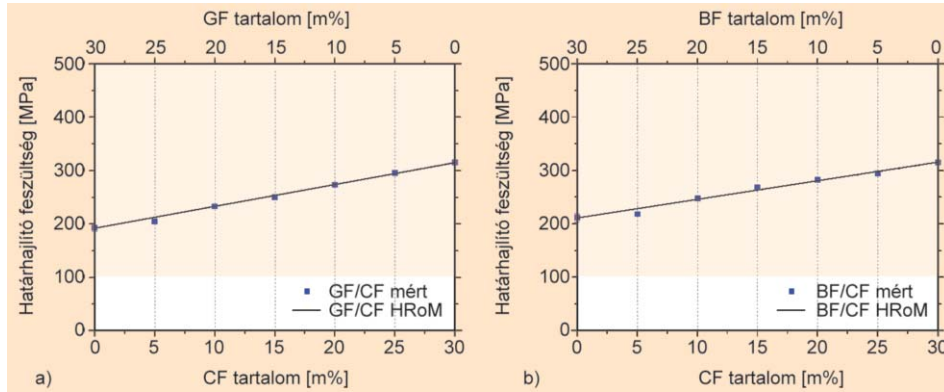 GF tartalom [m%]
30 25 20 15 10 5 0
500
400
300
200
100
0
Határhajlító feszültség [MPa]
GF/CF mért
GF/CF HRoM
0 5 10 15 20 25 30
a)
CF tartalom [m%]
BF tartalom [m%]
30 25 20 15 10 5 0
500
400
300
200
100
0
Határhajlító feszültség [MPa]
BF/CF mért
BF/CF HRoM
0 5 10 15 20 25 30
b)
CF tartalom [m%]